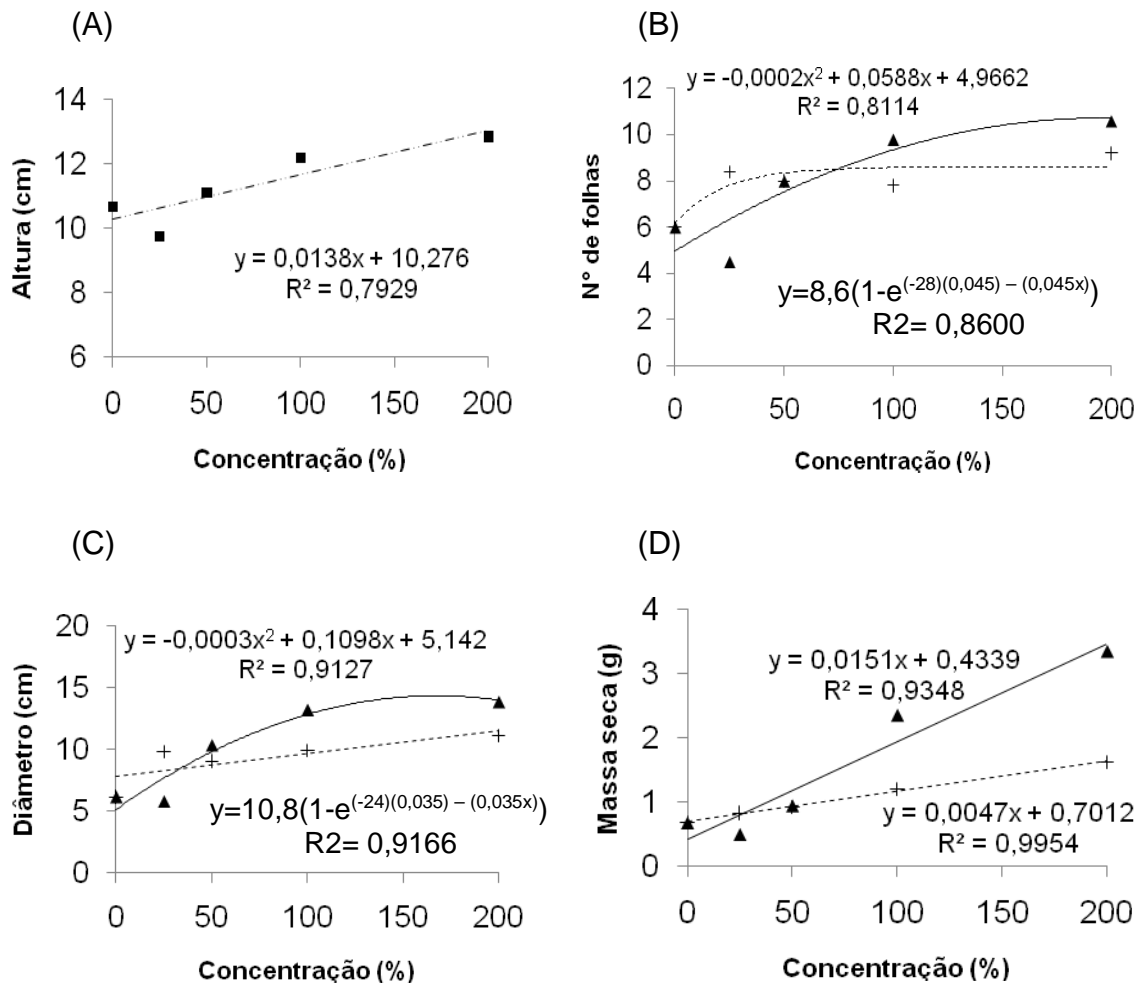 (A)
14
12
10
8
6
Altura (cm)
y = 0,0138x + 10,276
R² = 0,7929
0 50 100 150 200
Concentração (%)
(B)
y = -0,0002x² + 0,0588x + 4,9662
R² = 0,8114
12
10
8
6
4
2
0
N° de folhas
y=8,6(1-e^(-28)(0,045) – (0,045x))
R2= 0,8600
0 50 100 150 200
Concentração (%)
(C)
20
15
10
5
0
Diâmetro (cm)
y = -0,0003x² + 0,1098x + 5,142
R² = 0,9127
y=10,8(1-e^(-24)(0,035) – (0,035x))
R2= 0,9166
0 50 100 150 200
Concentração (%)
(D)
4
3
2
1
0
Massa seca (g)
y = 0,0151x + 0,4339
R² = 0,9348
y = 0,0047x + 0,7012
R² = 0,9954
0 50 100 150 200
Concentração (%)